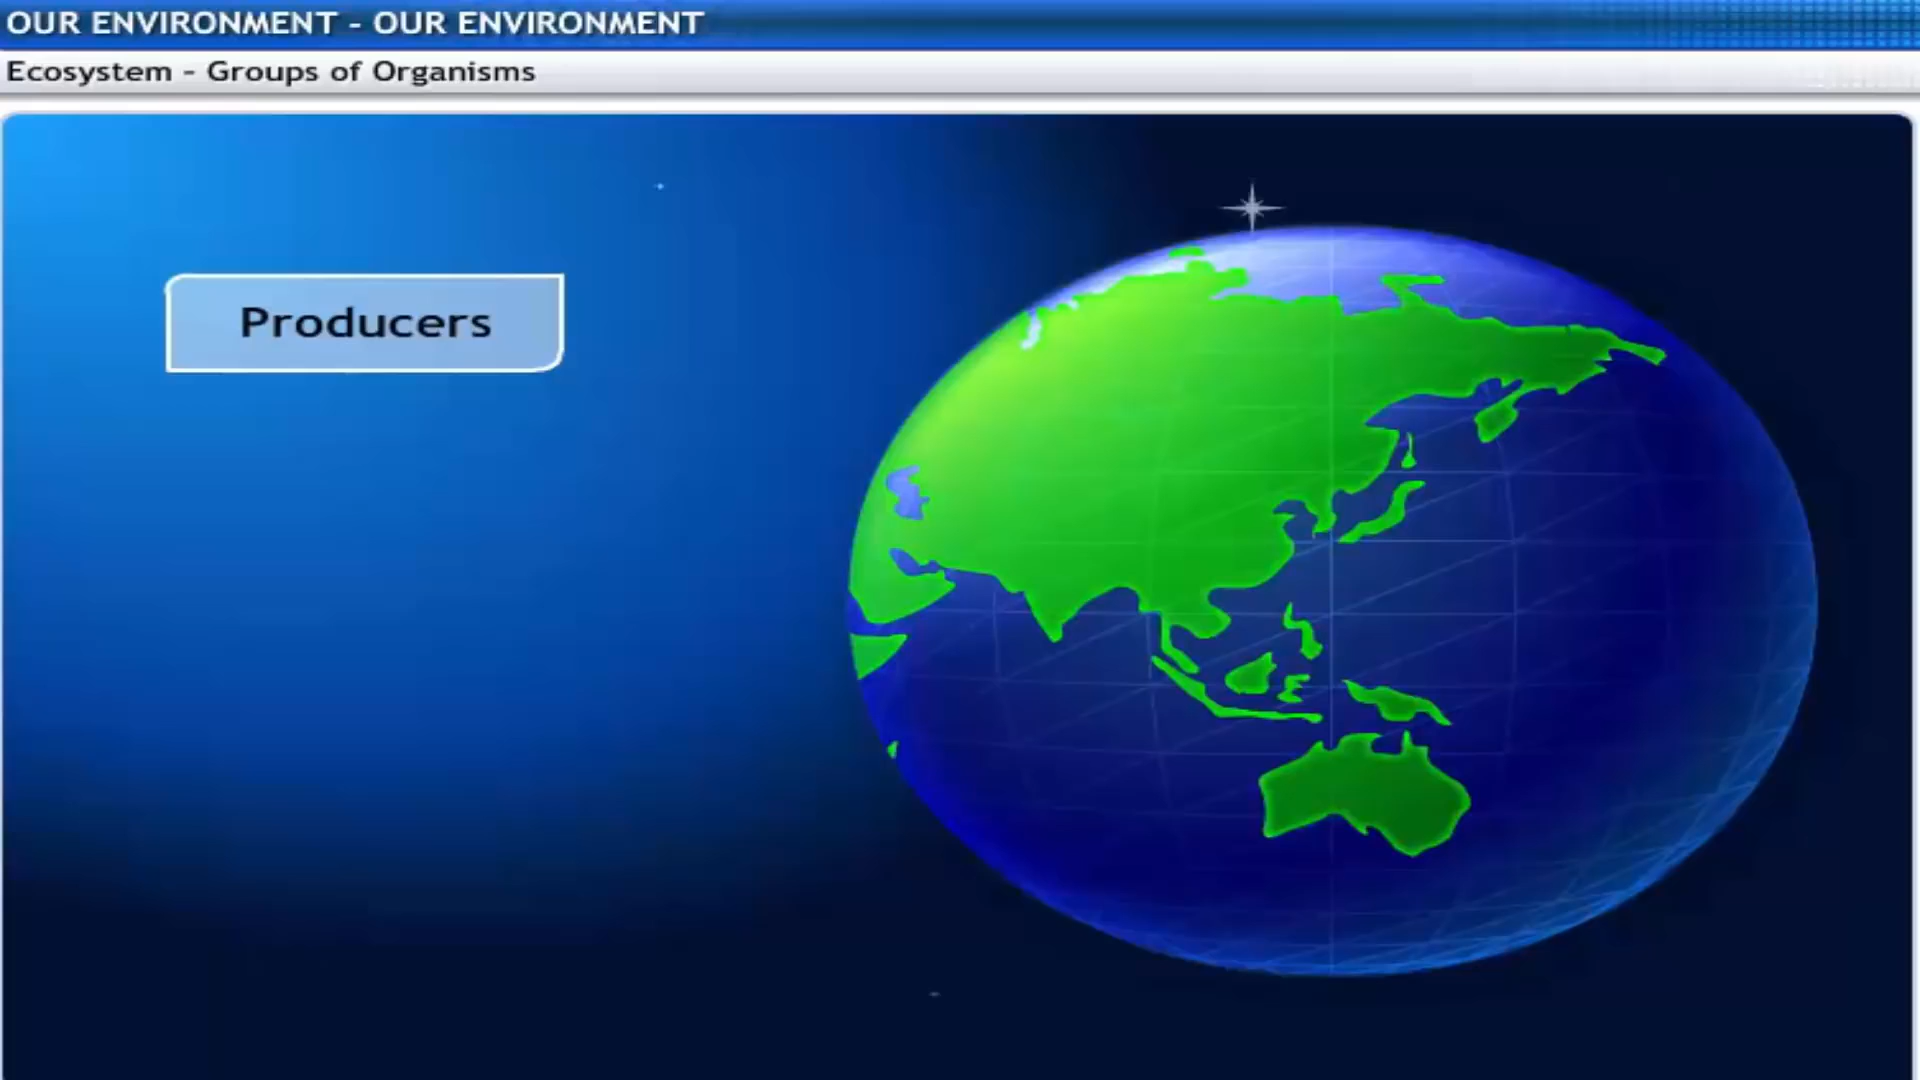 OUR ENVIRONMENT - OUR ENVIRONMENT
Ecosystem - Groups of Organisms
Producers